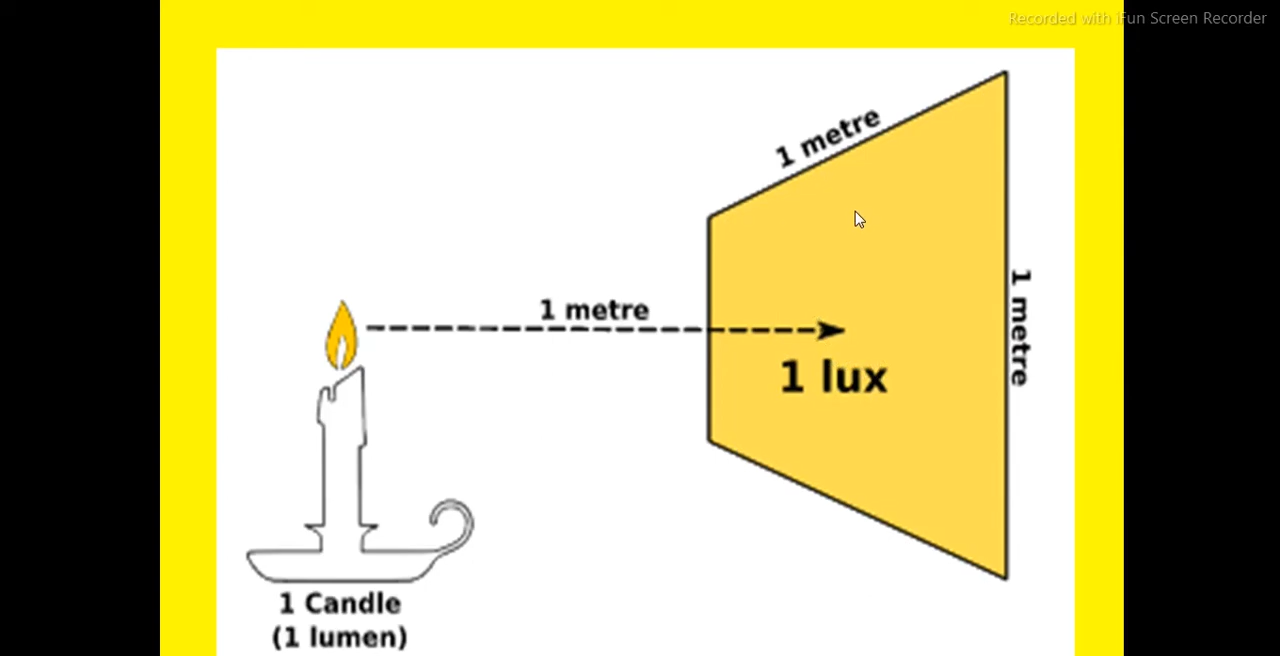 Recorded with iFun Screen Recorder
1 metre
1 metre
1 metre
1 lux
1 Candle
(1 lumen)